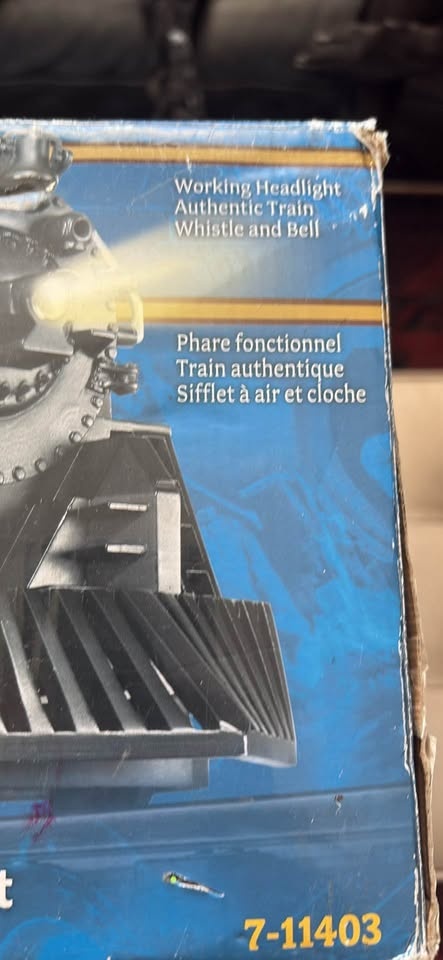 Working Headlight
Authentic Train
Whistle and Bell
Phare fonctionnel
Train authentique
Sifflet à air et cloche
t
7-11403